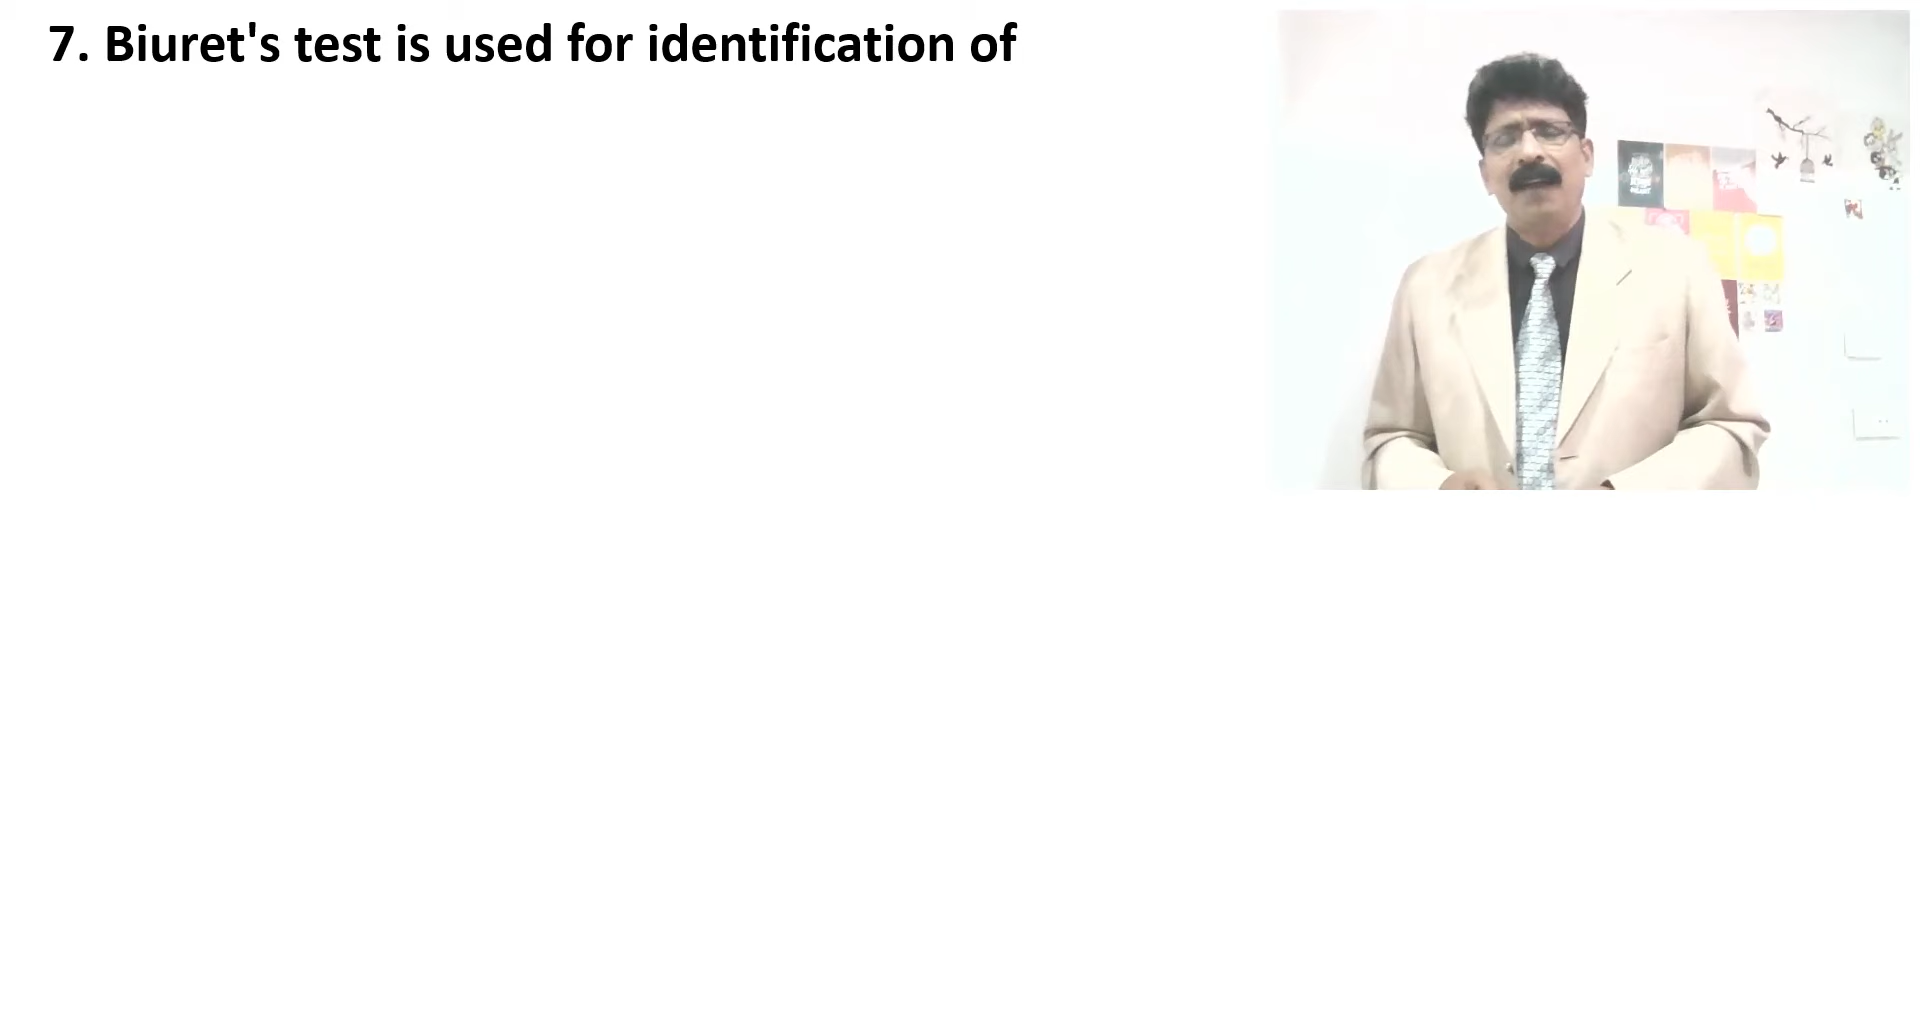 7. Biuret's test is used for identification of